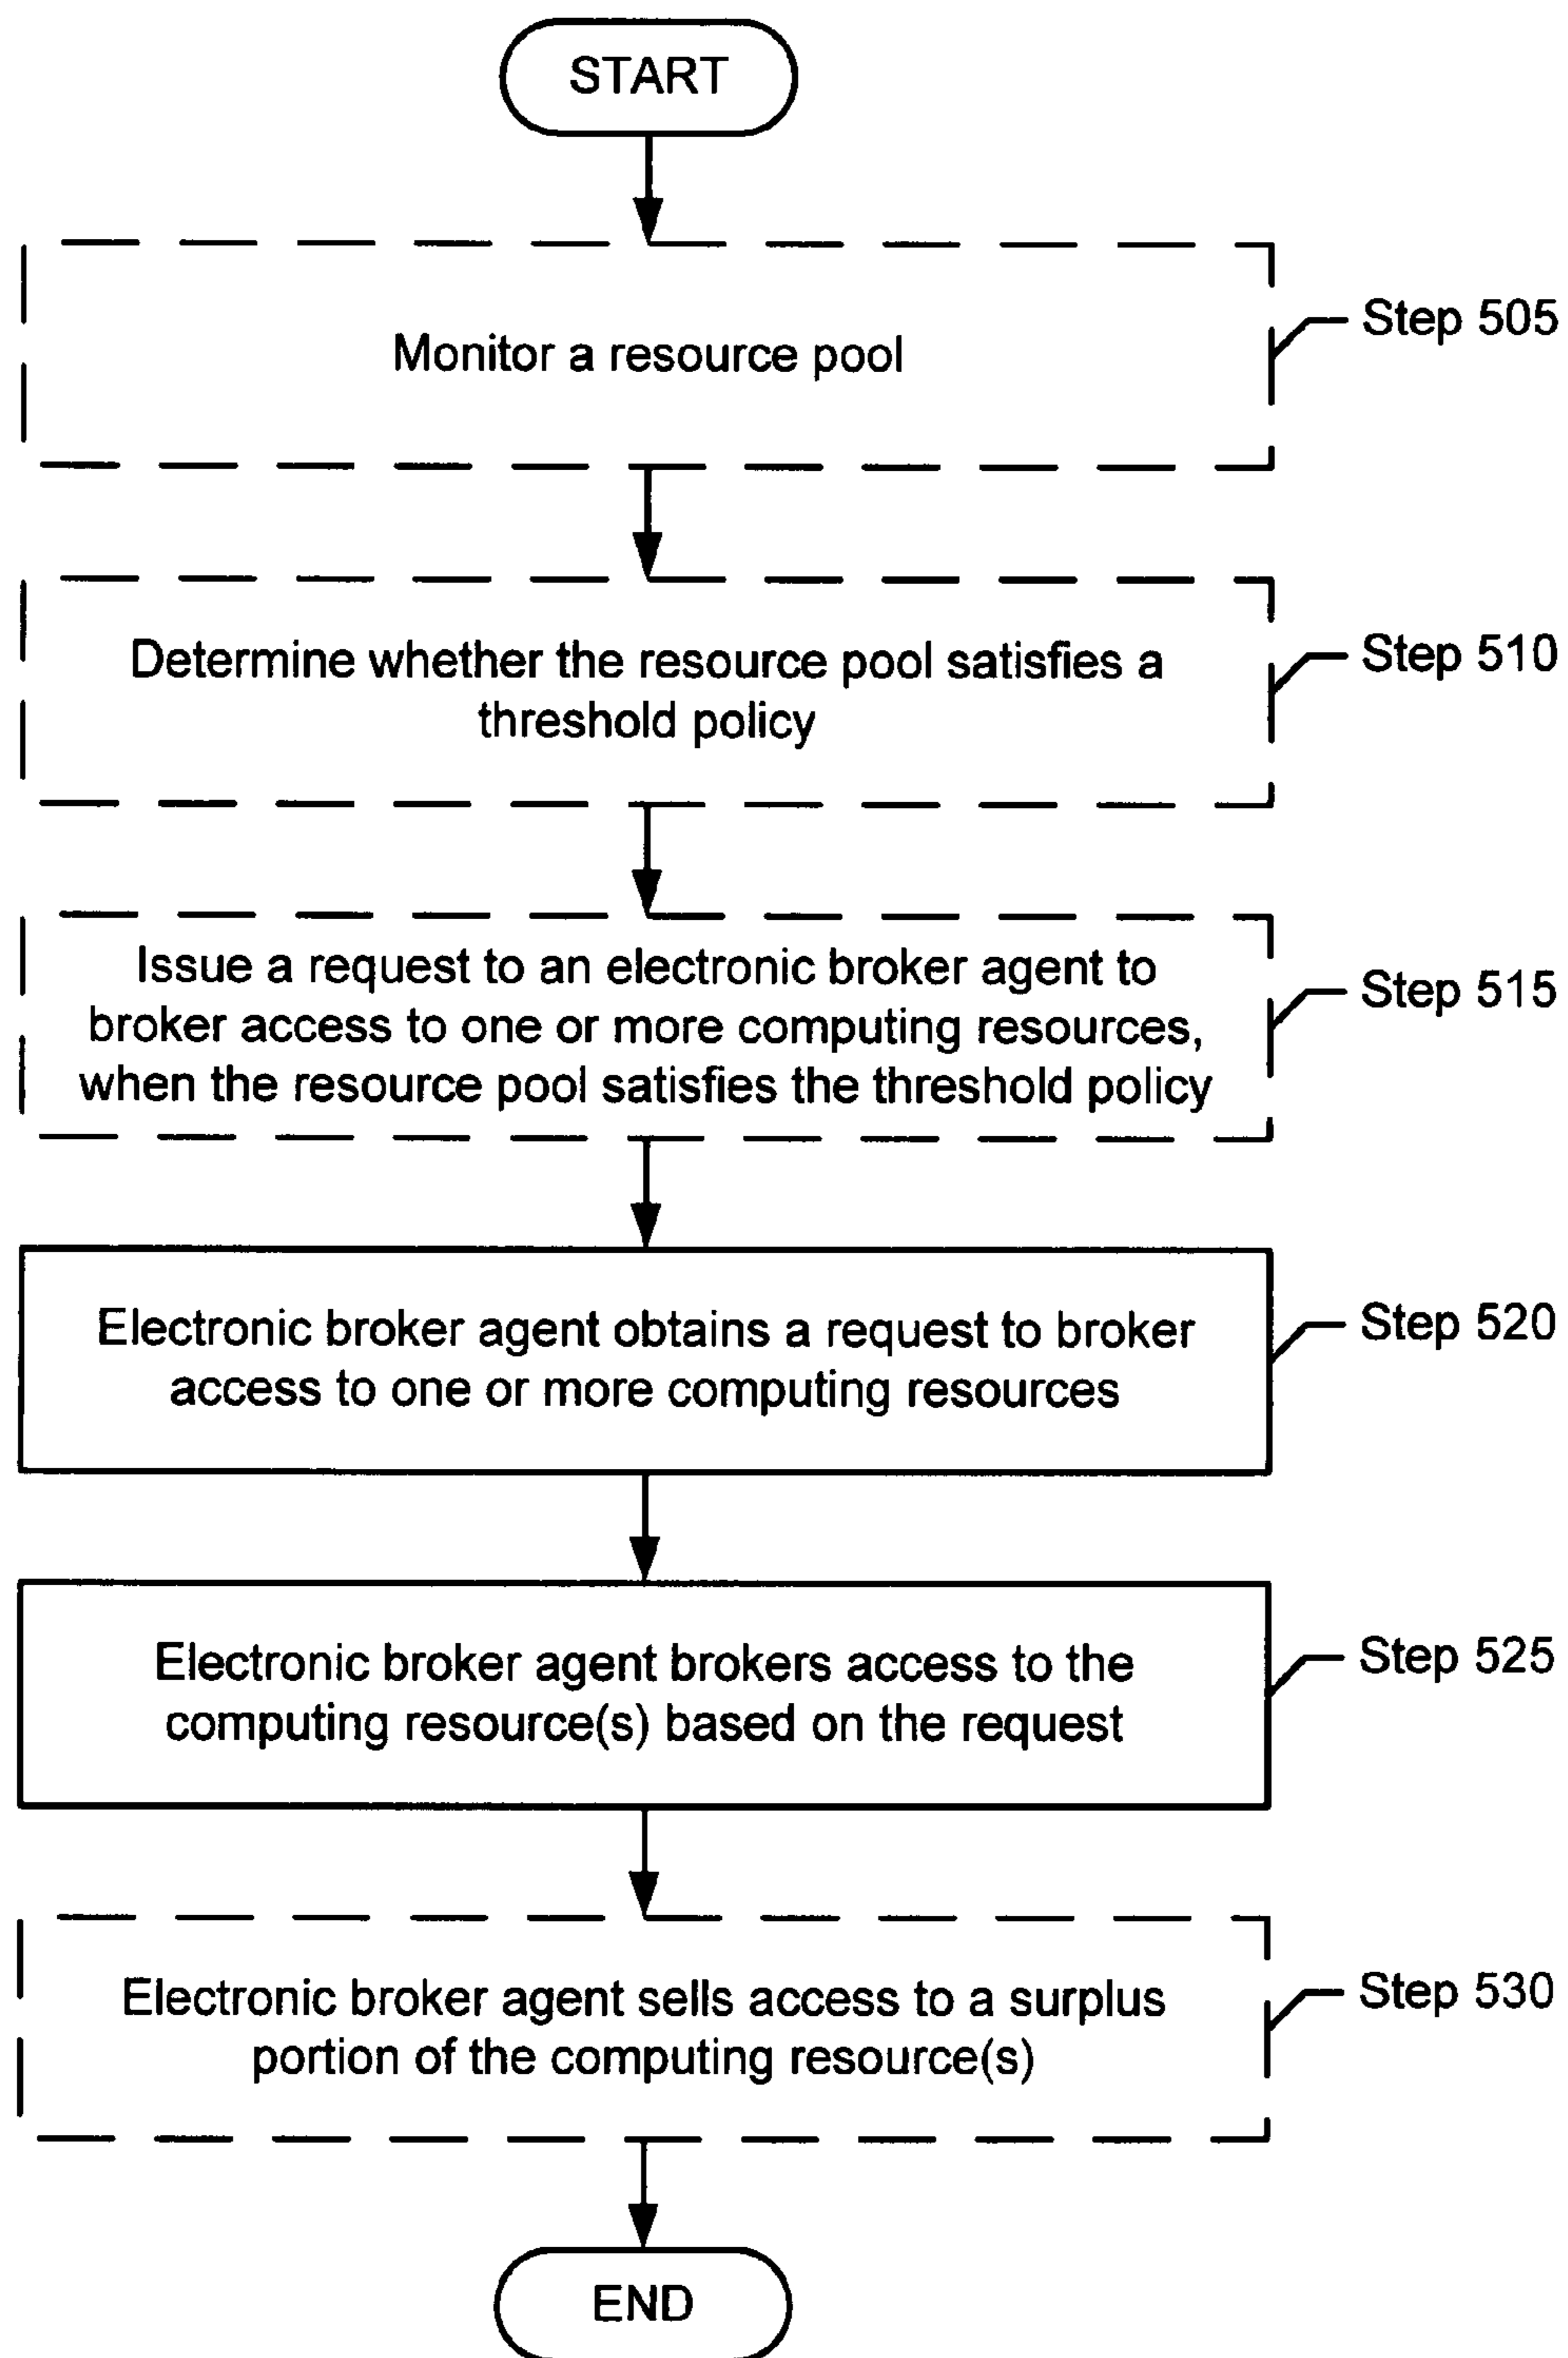 START
Monitor a resource pool
Step 505
Determine whether the resource pool satisfies a
threshold policy
Step 510
Issue a request to an electronic broker agent to
broker access to one or more computing resources,
when the resource pool satisfies the threshold policy
Step 515
Electronic broker agent obtains a request to broker
access to one or more computing resources
Step 520
Electronic broker agent brokers access to the
computing resource(s) based on the request
Step 525
Electronic broker agent sells access to a surplus
portion of the computing resource(s)
Step 530
END